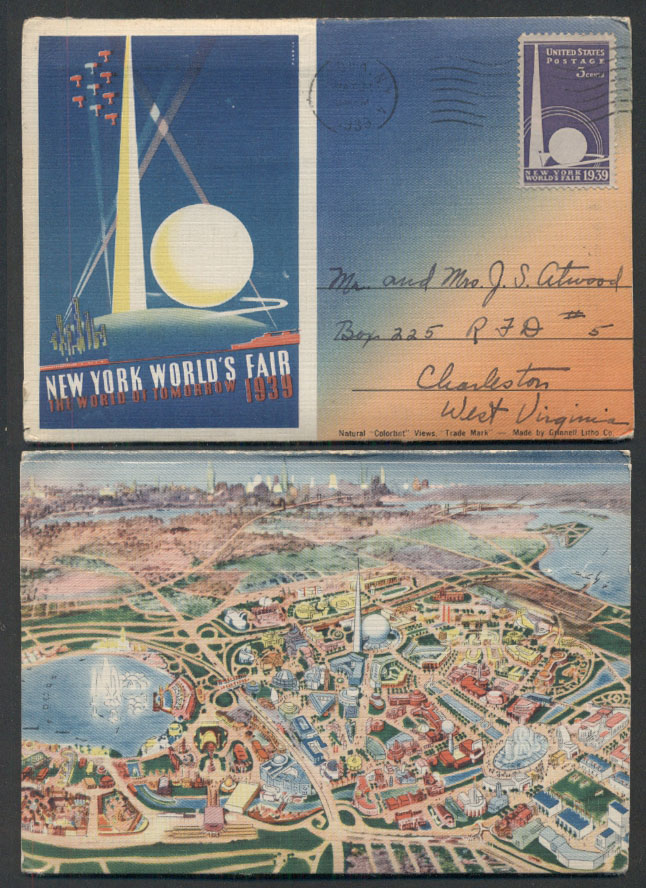 NEW YORK WORLD'S FAIR
THE WORLD OF TOMORROW 1939
1939
UNITED STATES
POSTAGE
3 CENTS
NEW YORK
WORLD'S FAIR 1939
Mr. and Mrs. J. S. Atwood
Box 225 R F D # 5
Charleston
West Virginia
Natural "Colorbet" Views, "Trade Mark" — Made by Grinnell Litho Co.